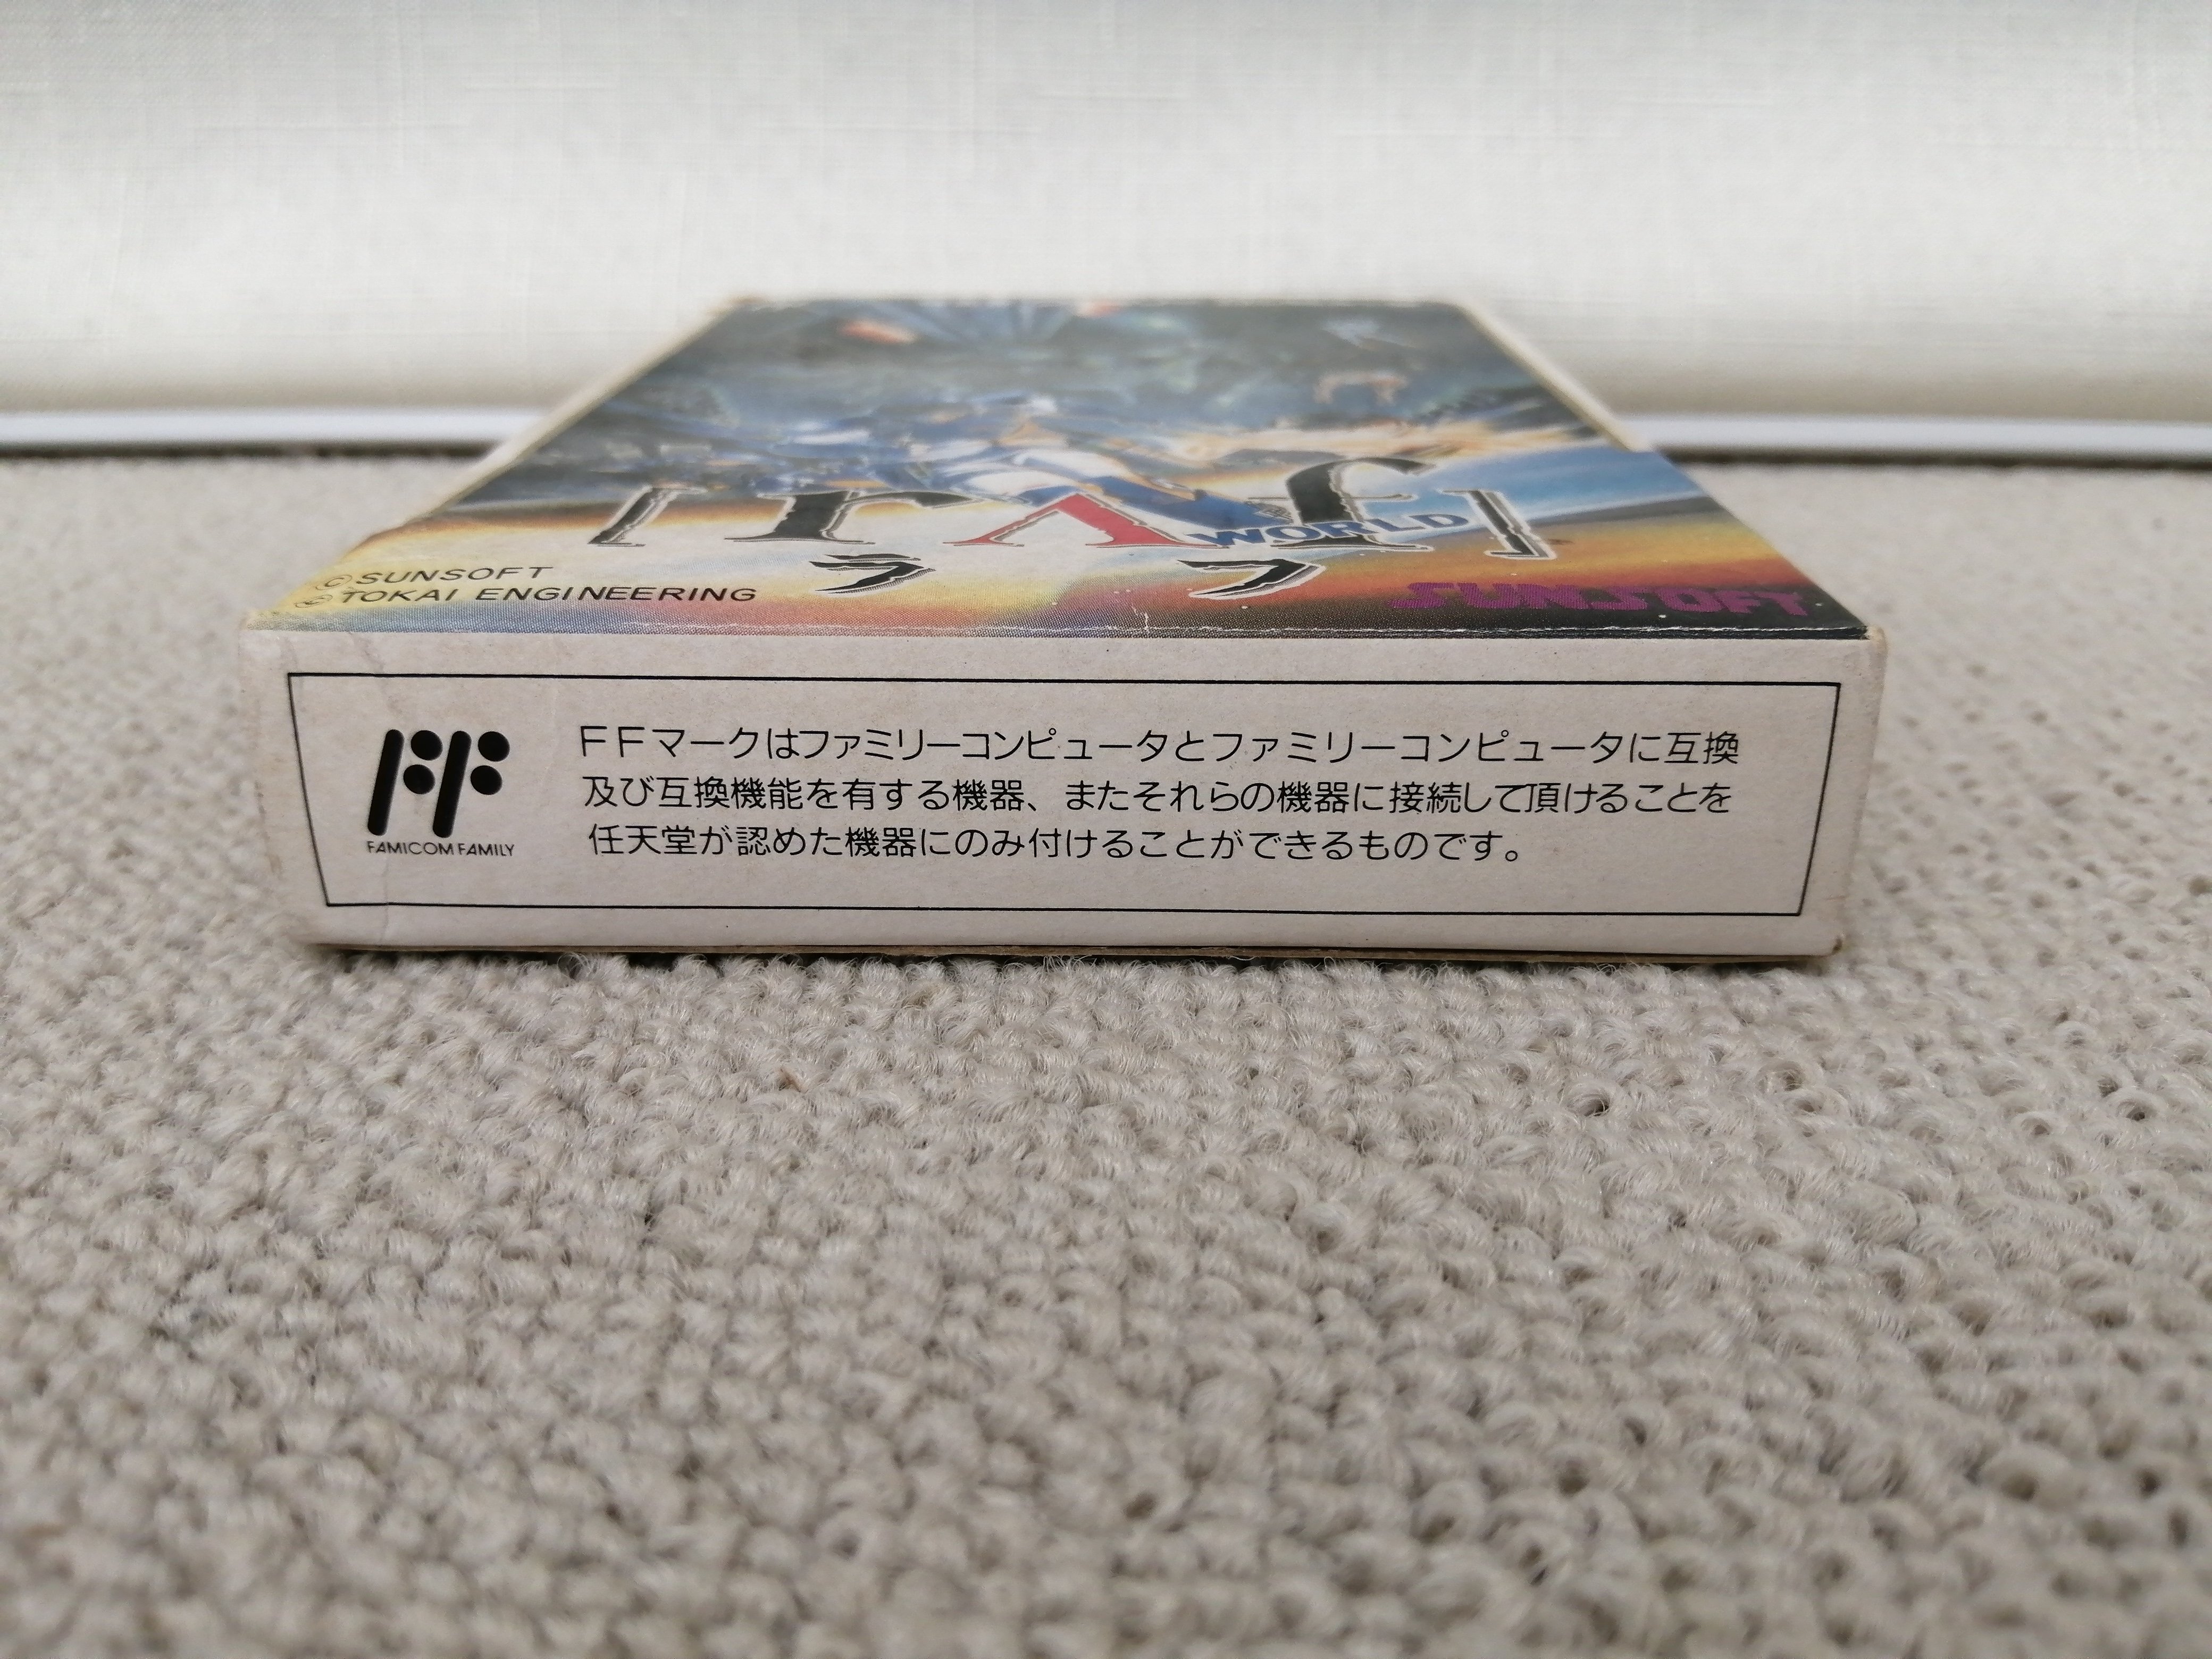 [rAf]
WORLD
ラフ
©SUNSOFT
©TOKAI ENGINEERING
SUNSOFT
FF
FAMICOM FAMILY
FFマークはファミリーコンピュータとファミリーコンピュータに互換
及び互換機能を有する機器、またそれらの機器に接続して頂けることを
任天堂が認めた機器にのみ付けることができるものです。